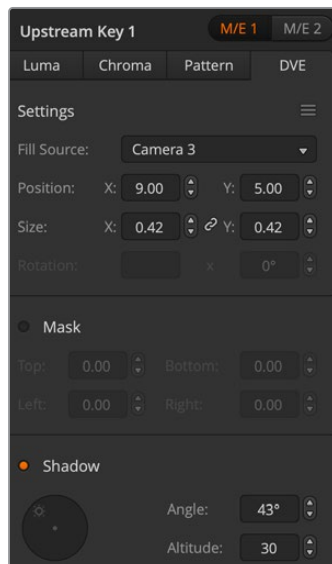 Upstream Key 1 M/E 1 M/E 2
Luma Chroma Pattern DVE
Settings
Fill Source: Camera 3
Position: X: 9.00 Y: 5.00
Size: X: 0.42 Y: 0.42
Rotation: x 0°
Mask
Top: 0.00 Bottom: 0.00
Left: 0.00 Right: 0.00
Shadow
Angle: 43°
Altitude: 30